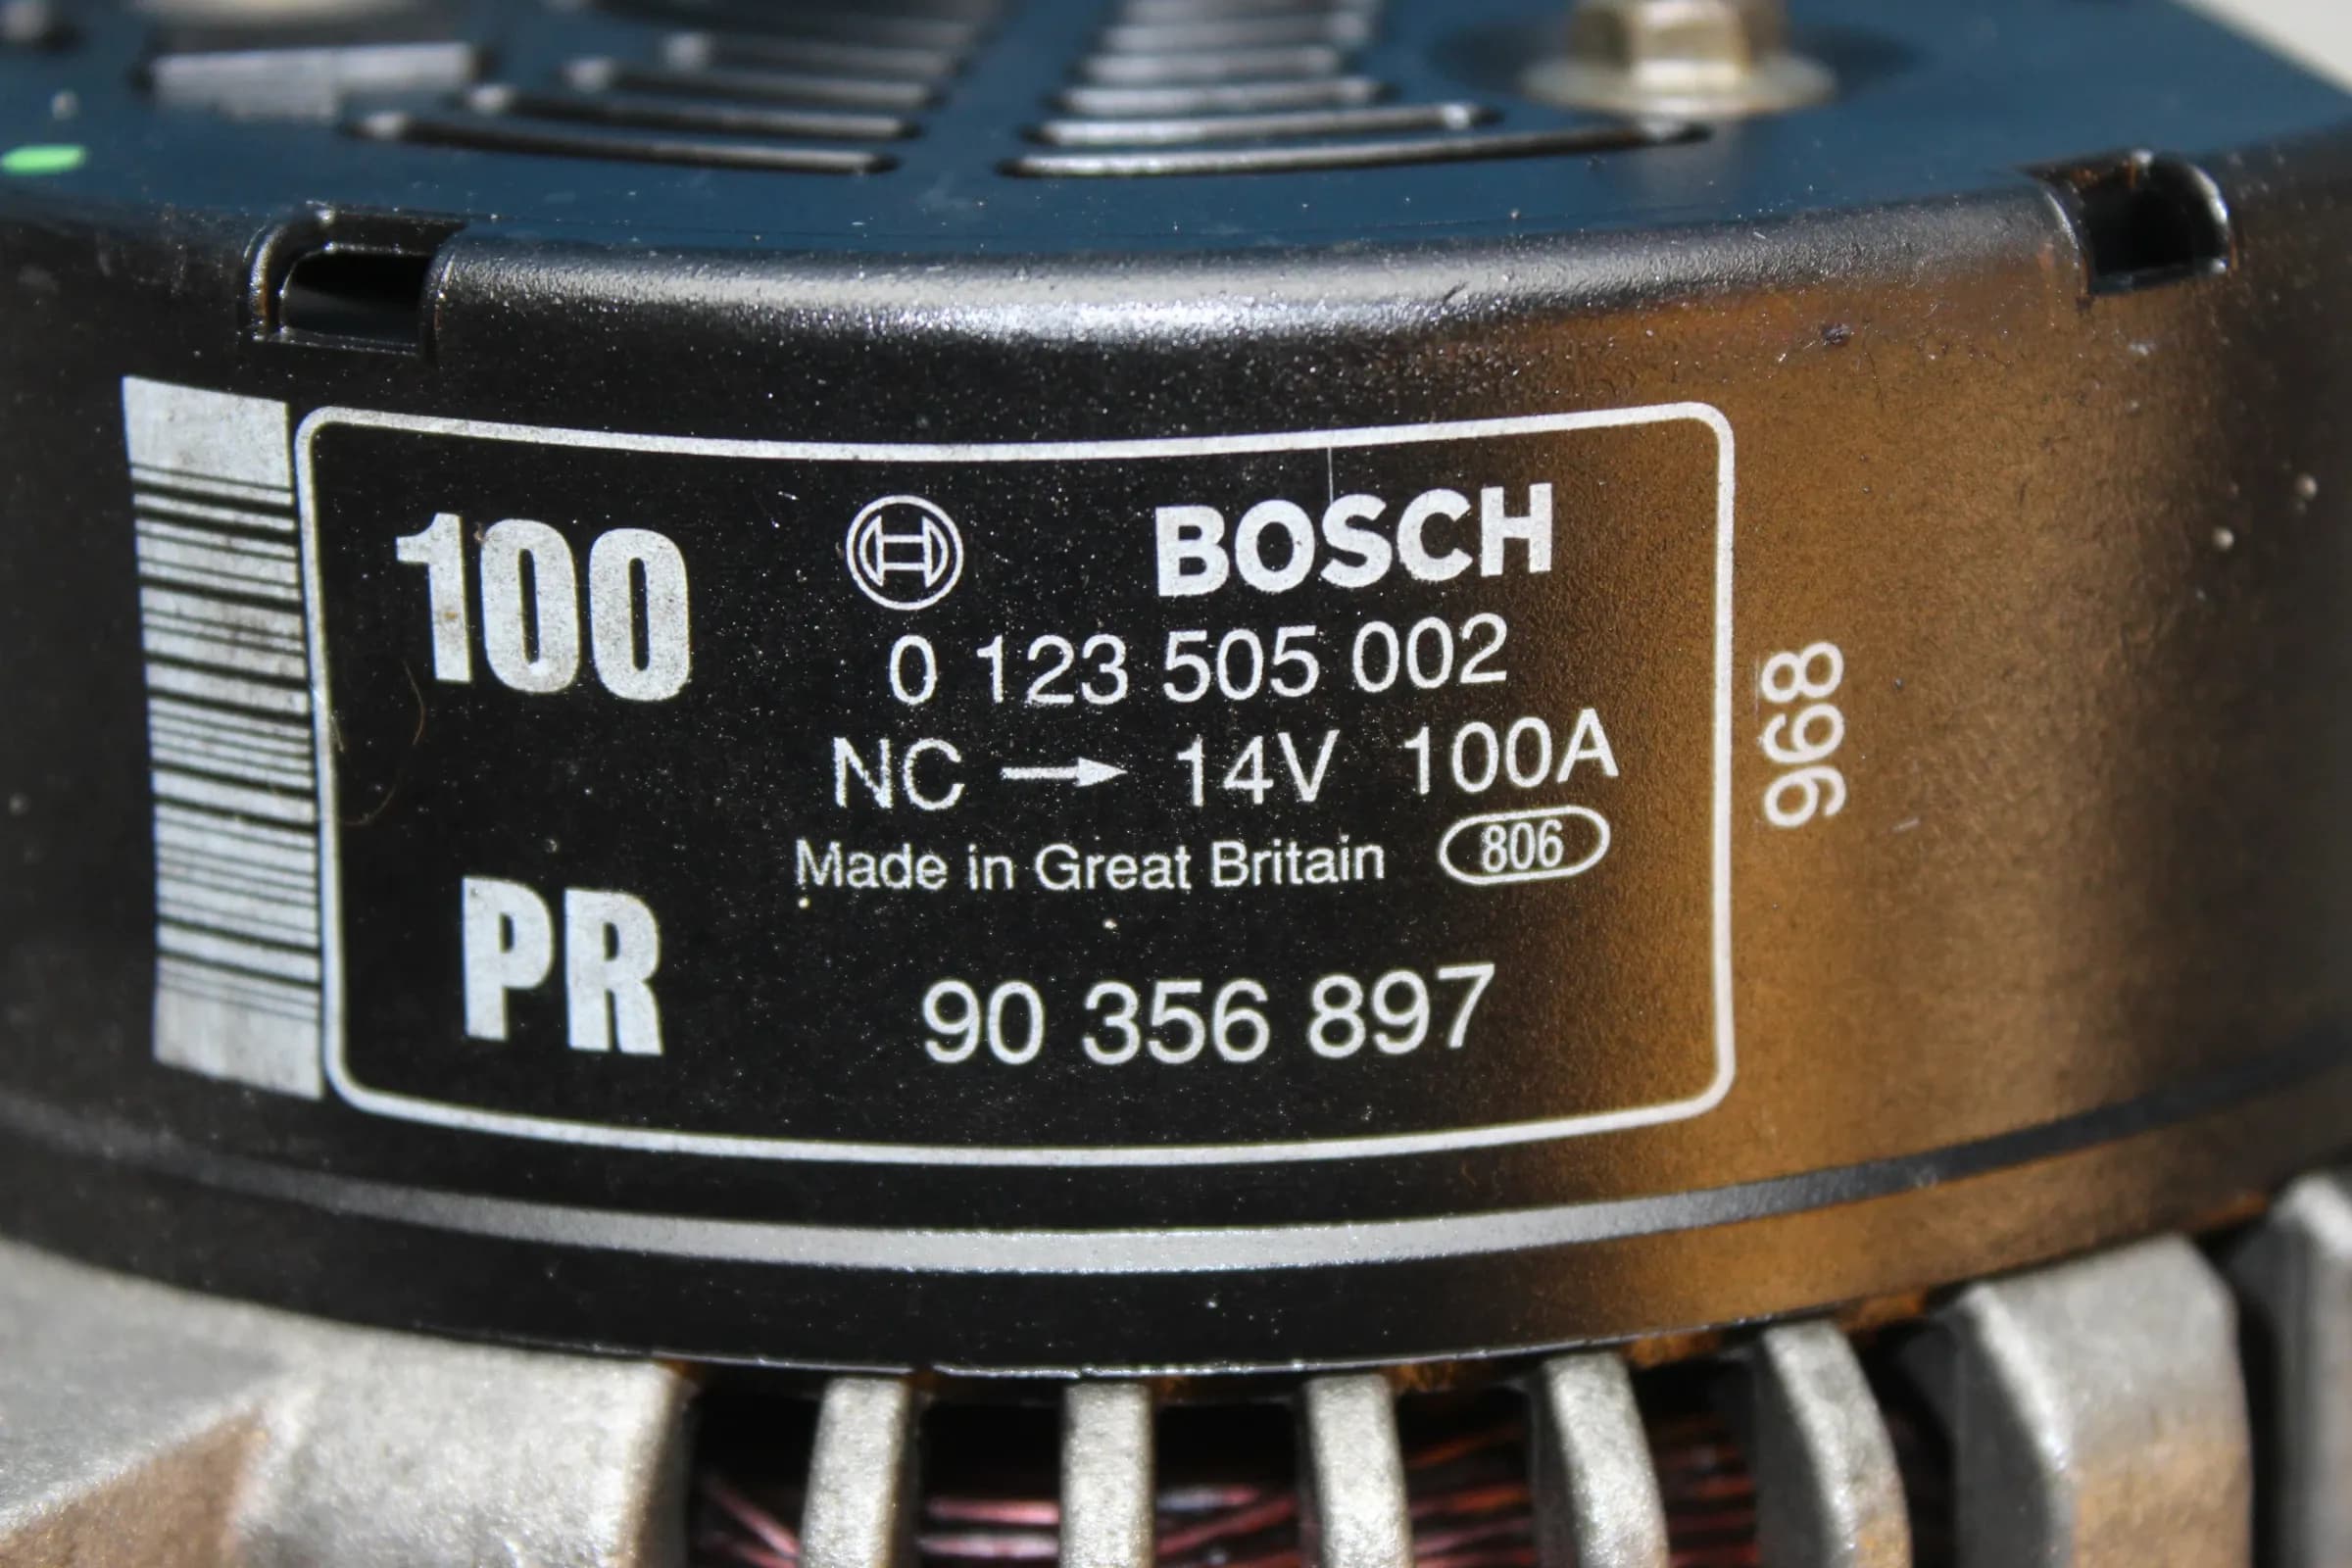 100
BOSCH
0 123 505 002
NC → 14V 100A
Made in Great Britain 806
PR
90 356 897
968